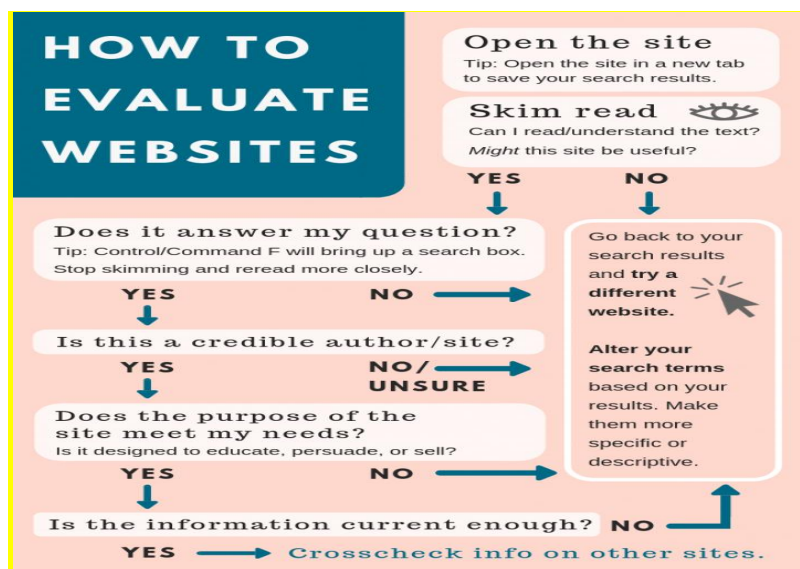 HOW TO
EVALUATE
WEBSITES
Open the site
Tip: Open the site in a new tab
to save your search results.
Skim read
Can I read/understand the text?
Might this site be useful?
YES
NO
Does it answer my question?
Tip: Control/Command F will bring up a search box.
Stop skimming and reread more closely.
YES
NO
Is this a credible author/site?
YES
NO/
UNSURE
Does the purpose of the
site meet my needs?
Is it designed to educate, persuade, or sell?
YES
NO
Is the information current enough?
NO
YES
Crosscheck info on other sites.
Go back to your
search results
and try a
different
website.
Alter your
search terms
based on your
results. Make
them more
specific or
descriptive.